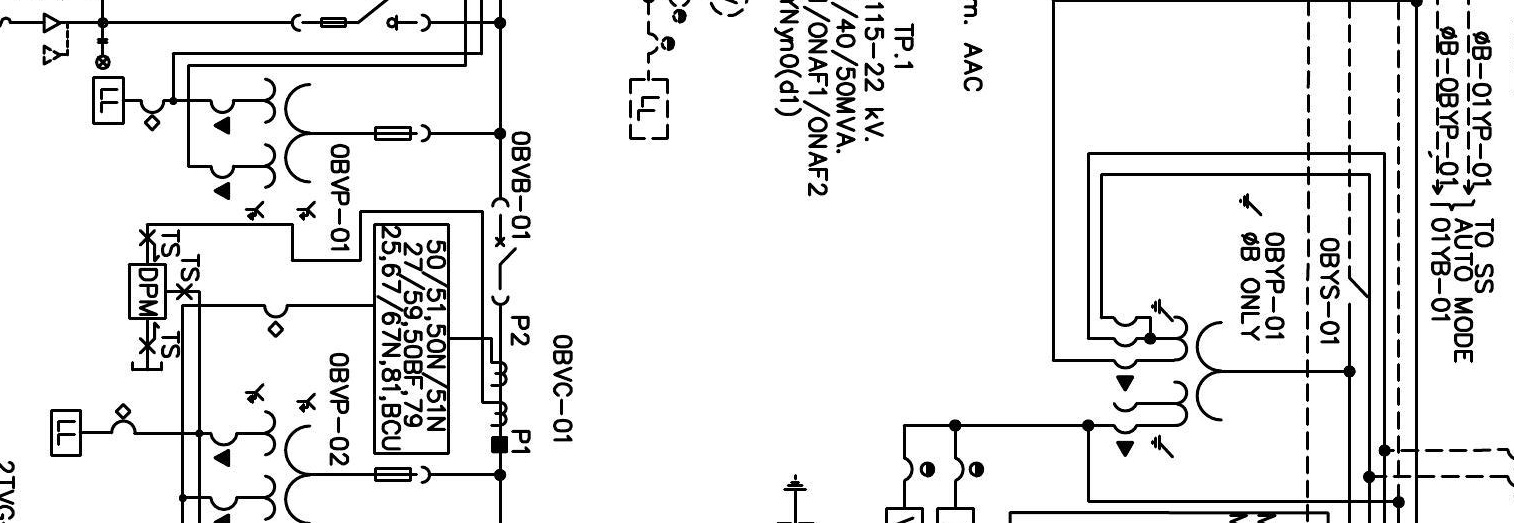 øB-01YP-01
øB-0BYP-01
TO SS
AUTO MODE
01YB-01
0BYS-01
0BYP-01
øB ONLY
m. AAC
TP.1
115-22 kV.
/40/50MVA.
/ONAF1/ONAF2
YNyn0(d1)
LL
0BVC-01
0BVB-01
P2
P1
50/51,50N/51N
27/59,50BF,79
25,67/67N,81,BCU
0BVP-01
0BVP-02
TS
TS
DPM
TS
LL
LL
2TVG